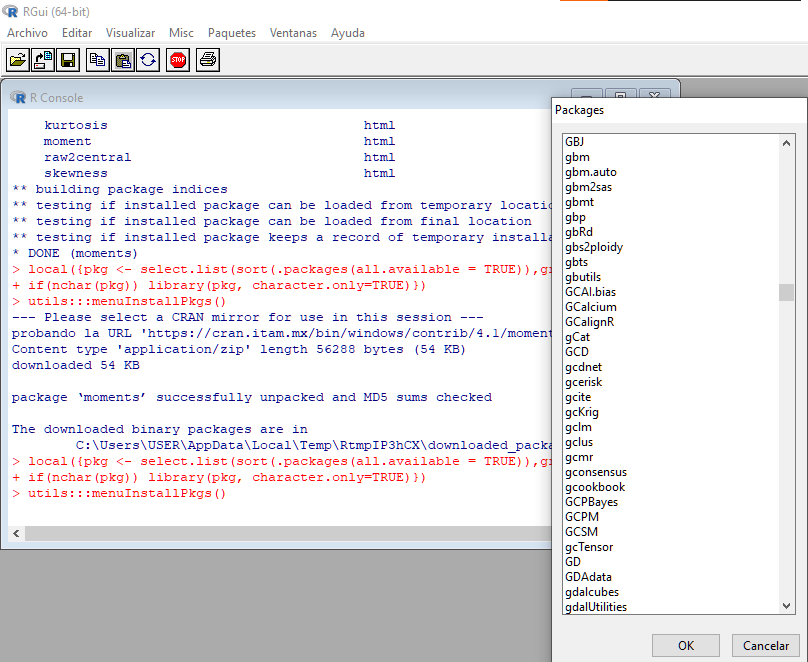 RGui (64-bit)
Archivo Editar Visualizar Misc Paquetes Ventanas Ayuda
STOP
R Console
kurtosis html
moment html
raw2central html
skewness html
** building package indices
** testing if installed package can be loaded from temporary locatio
** testing if installed package can be loaded from final location
** testing if installed package keeps a record of temporary installa
* DONE (moments)
> local({pkg <- select.list(sort(.packages(all.available = TRUE)),gr
+ if(nchar(pkg)) library(pkg, character.only=TRUE)})
> utils:::menuInstallPkgs()
--- Please select a CRAN mirror for use in this session ---
probando la URL 'https://cran.itam.mx/bin/windows/contrib/4.1/moment
Content type 'application/zip' length 56288 bytes (54 KB)
downloaded 54 KB
package ‘moments’ successfully unpacked and MD5 sums checked
The downloaded binary packages are in
C:\Users\USER\AppData\Local\Temp\RtmpIP3hCX\downloaded_packa
> local({pkg <- select.list(sort(.packages(all.available = TRUE)),gr
+ if(nchar(pkg)) library(pkg, character.only=TRUE)})
> utils:::menuInstallPkgs()
Packages
GBJ
gbm
gbm.auto
gbm2sas
gbmt
gbp
gbRd
gbs2ploidy
gbts
gbutils
GCAI.bias
GCalcium
GCalignR
gCat
GCD
gcdnet
gcerisk
gcite
gcKrig
gclm
gclus
gcmr
gconsensus
gcookbook
GCPBayes
GCPM
GCSM
gcTensor
GD
GDAdata
gdalcubes
gdalUtilities
OK Cancelar